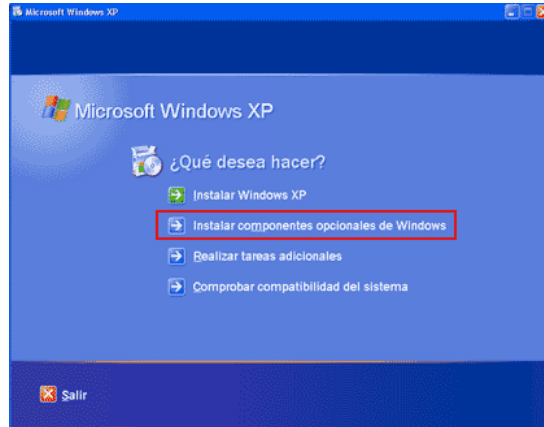 Microsoft Windows XP
Microsoft Windows XP
¿Qué desea hacer?
Instalar Windows XP
Instalar componentes opcionales de Windows
Realizar tareas adicionales
Comprobar compatibilidad del sistema
Salir